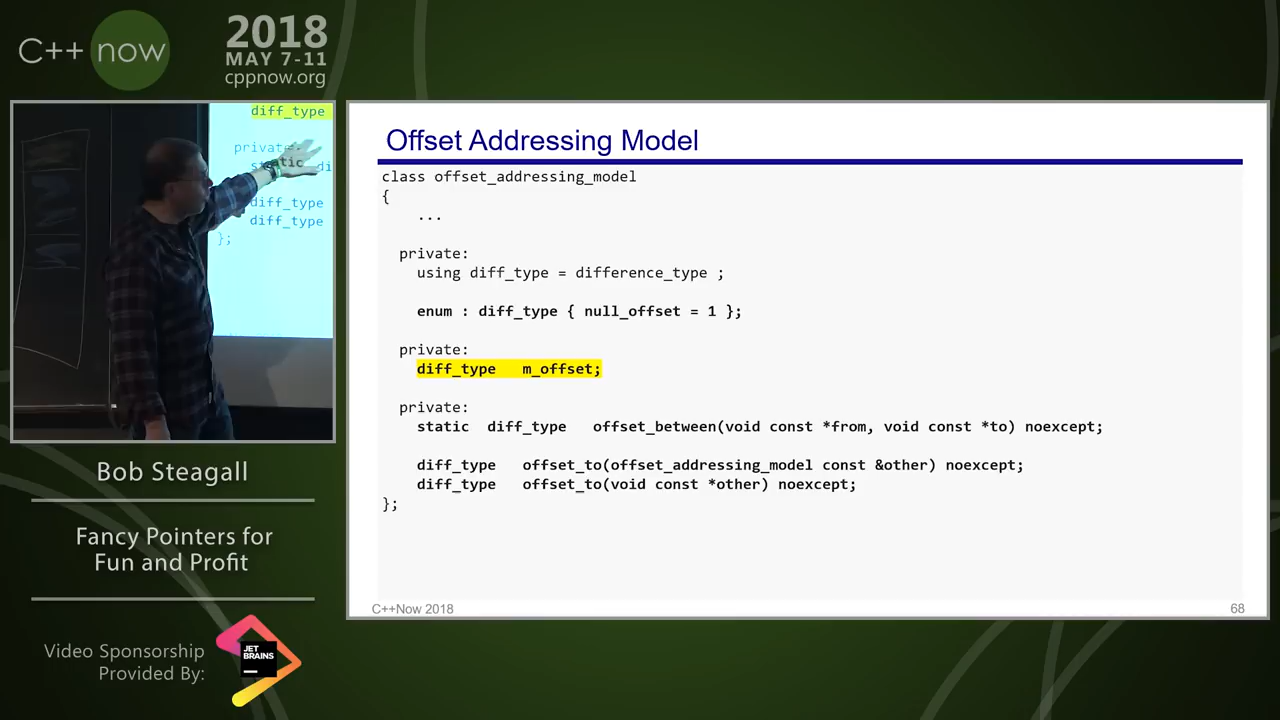 C++ now
2018
MAY 7-11
cppnow.org
diff_type
private:
diff_type
diff_type
};
Bob Steagall
Fancy Pointers for
Fun and Profit
Video Sponsorship
Provided By:
JET
BRAINS
Offset Addressing Model
class offset_addressing_model
{
...
private:
using diff_type = difference_type ;
enum : diff_type { null_offset = 1 };
private:
diff_type m_offset;
private:
static diff_type offset_between(void const *from, void const *to) noexcept;
diff_type offset_to(offset_addressing_model const &other) noexcept;
diff_type offset_to(void const *other) noexcept;
};
C++Now 2018
68